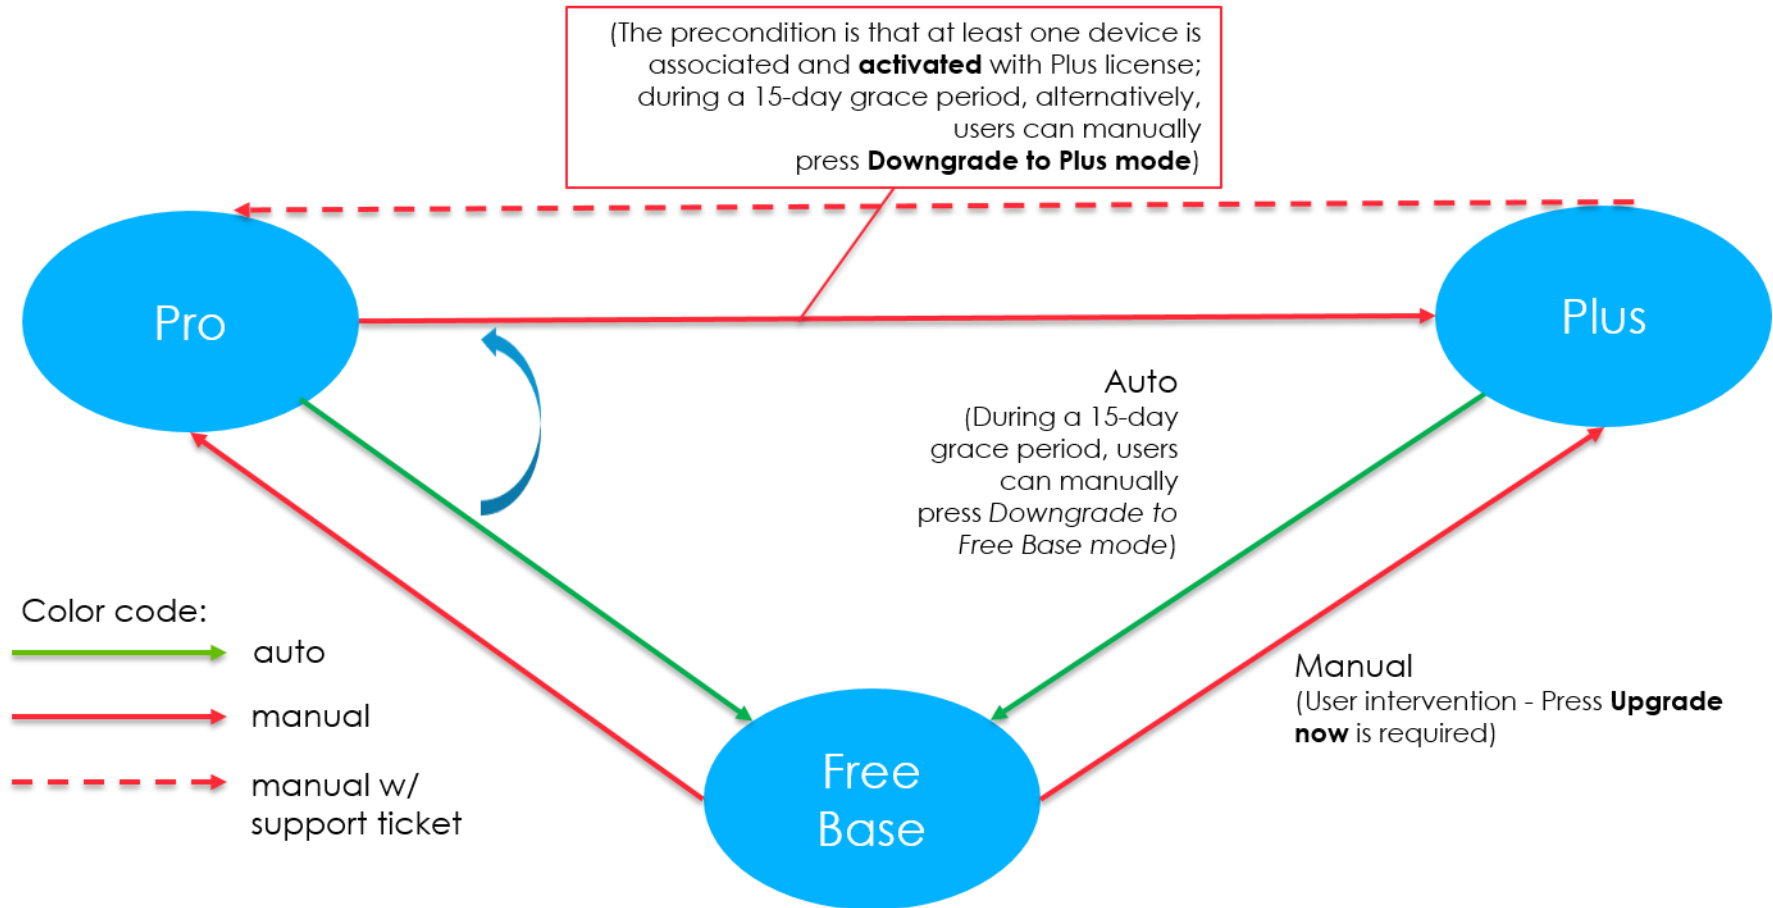 (The precondition is that at least one device is
associated and activated with Plus license;
during a 15-day grace period, alternatively,
users can manually
press Downgrade to Plus mode)
Pro
Plus
Auto
(During a 15-day
grace period, users
can manually
press Downgrade to
Free Base mode)
Color code:
auto
manual
manual w/
support ticket
Manual
(User intervention - Press Upgrade
now is required)
Free
Base